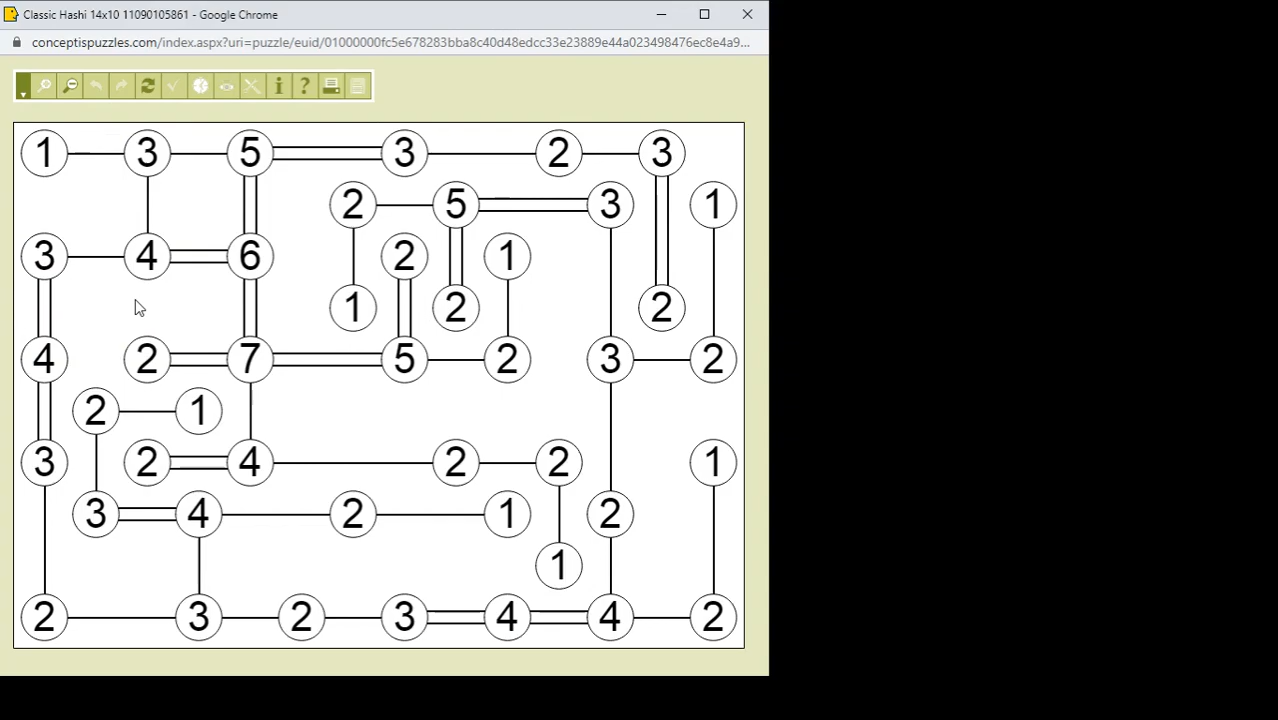 Classic Hashi 14x10 11090105861 - Google Chrome
conceptispuzzles.com/index.aspx?uri=puzzle/euid/01000000fc5e678283bba8c40d48edcc33e23889e44a023498476ec8e4a9...
1 3 5 3 2 3
2 5 3 1
3 4 6 2 1
1 2 2
4 2 7 5 2 3 2
2 1
3 2 4 2 2 1
3 4 2 1 2
1
2 3 2 3 4 4 2